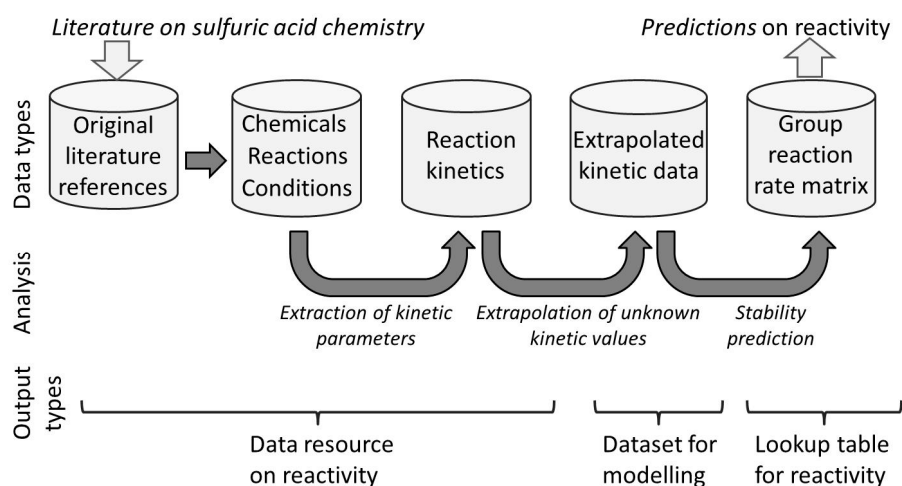 Literature on sulfuric acid chemistry
Predictions on reactivity
Data types
Original
literature
references
Chemicals
Reactions
Conditions
Reaction
kinetics
Extrapolated
kinetic data
Group
reaction
rate matrix
Analysis
Extraction of kinetic
parameters
Extrapolation of unknown
kinetic values
Stability
prediction
Output
types
Data resource
on reactivity
Dataset for
modelling
Lookup table
for reactivity